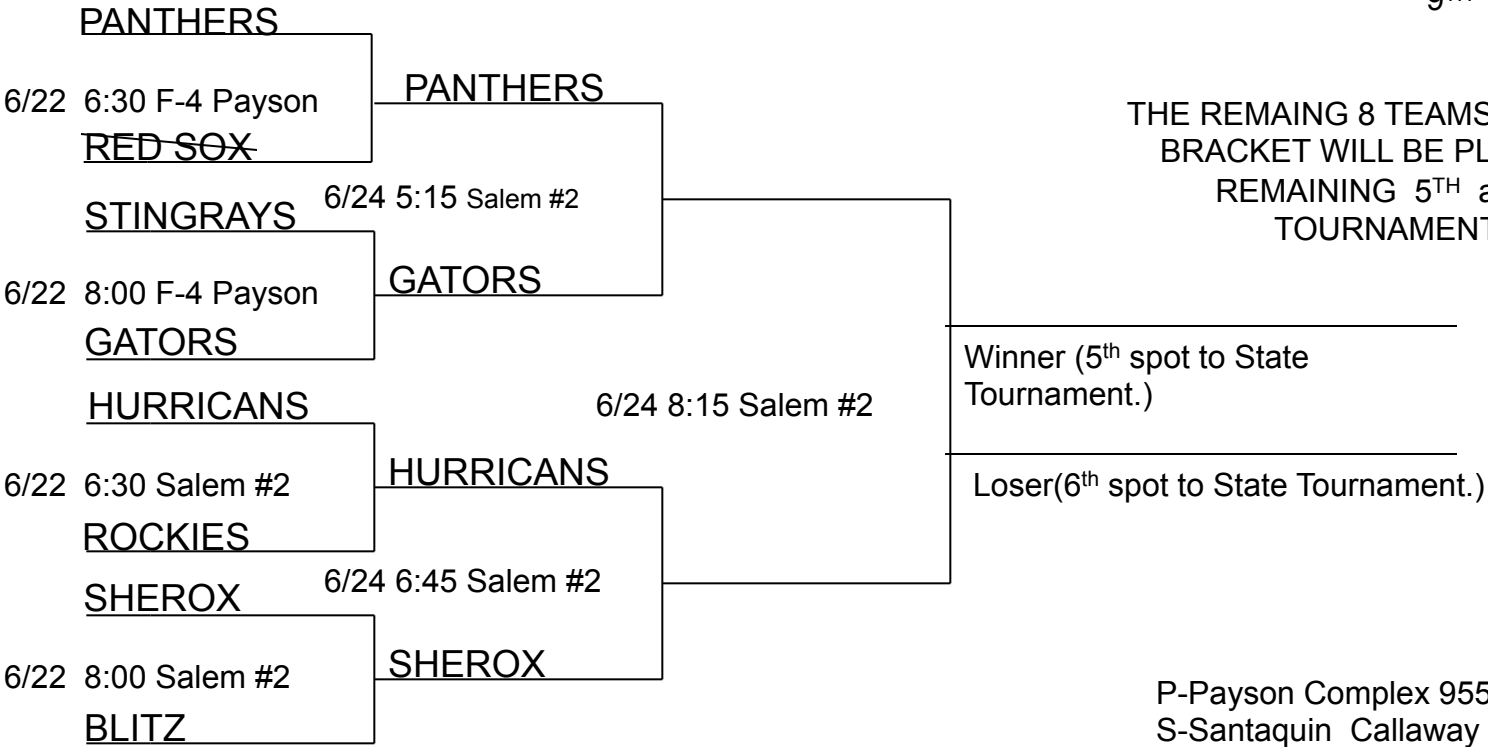 PANTHERS
6/22 6:30 F-4 Payson
PANTHERS
RED SOX
THE REMAING 8 TEAMS
BRACKET WILL BE PL
REMAINING 5TH a
TOURNAMENT
STINGRAYS
6/24 5:15 Salem #2
6/22 8:00 F-4 Payson
GATORS
GATORS
Winner (5th spot to State
Tournament.)
HURRICANS
6/24 8:15 Salem #2
6/22 6:30 Salem #2
HURRICANS
Loser(6th spot to State Tournament.)
ROCKIES
SHEROX
6/24 6:45 Salem #2
6/22 8:00 Salem #2
SHEROX
BLITZ
P-Payson Complex 955
S-Santaquin Callaway